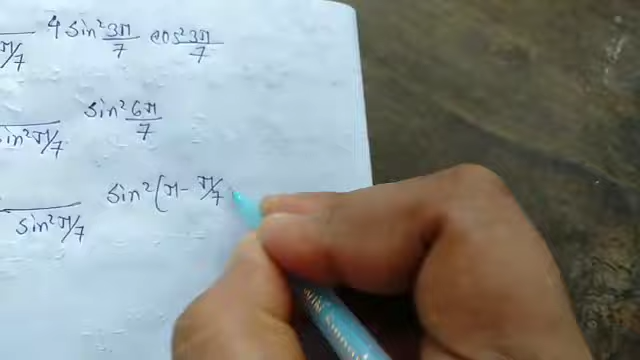 π/7 4 sin² 3π/7 cos² 3π/7
sin² π/7 sin² 6π/7
sin² π/7 sin² (π - π/7